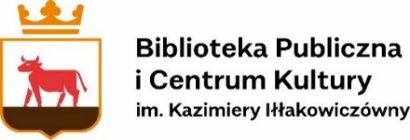 Biblioteka Publiczna
i Centrum Kultury
im. Kazimiery Iłłakowiczówny